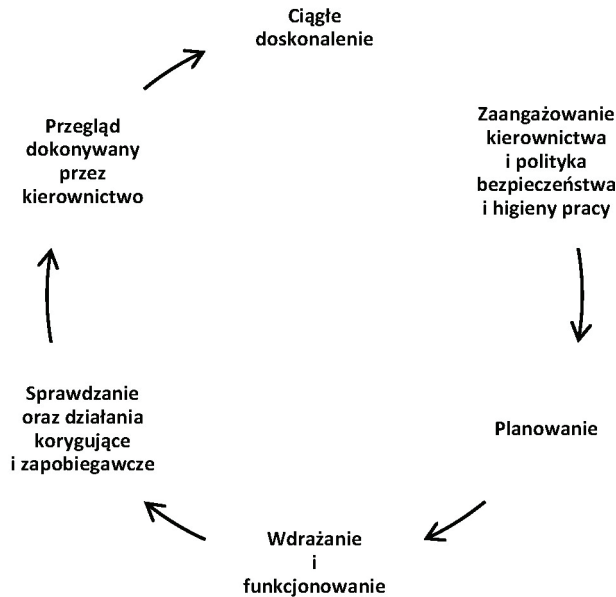 Ciągłe
doskonalenie
Zaangażowanie
kierownictwa
i polityka
bezpieczeństwa
i higieny pracy
Planowanie
Wdrażanie
i
funkcjonowanie
Sprawdzanie
oraz działania
korygujące
i zapobiegawcze
Przegląd
dokonywany
przez
kierownictwo